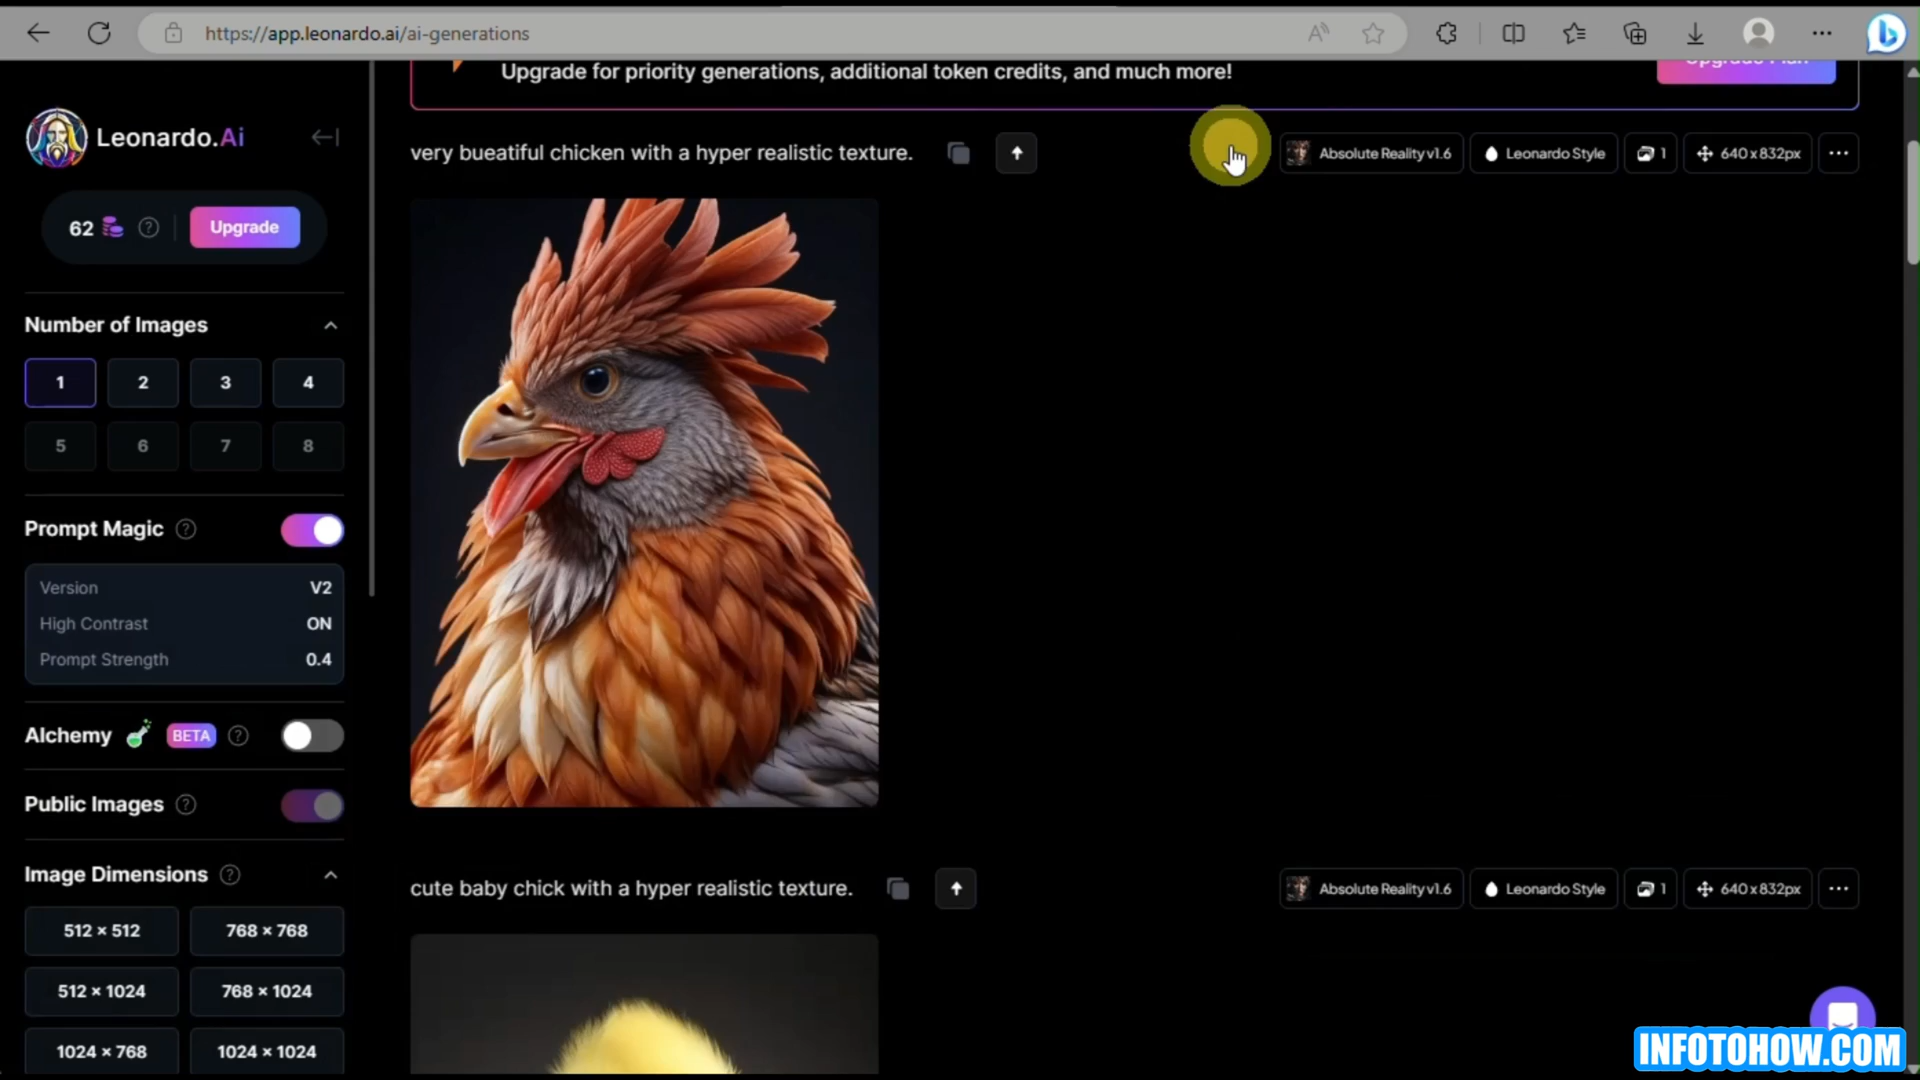 https://app.leonardo.ai/ai-generations
Upgrade for priority generations, additional token credits, and much more!
Upgrade Plan
Leonardo.Ai
very bueatiful chicken with a hyper realistic texture.
Absolute Reality v1.6
Leonardo Style
1
640 x 832px
62
Upgrade
Number of Images
1 2 3 4
5 6 7 8
Prompt Magic
Version V2
High Contrast ON
Prompt Strength 0.4
Alchemy BETA
Public Images
Image Dimensions
cute baby chick with a hyper realistic texture.
Absolute Reality v1.6
Leonardo Style
1
640 x 832px
512 × 512 768 × 768
512 × 1024 768 × 1024
1024 × 768 1024 × 1024
INFOTOHOW.COM